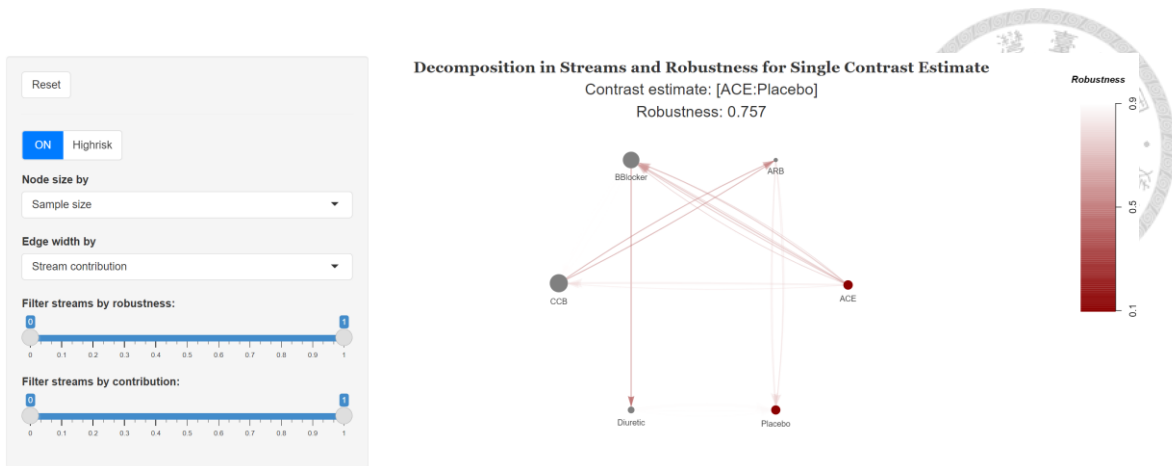 Reset
ON Highrisk
Node size by
Sample size
Edge width by
Stream contribution
Filter streams by robustness:
0 1
0 0.1 0.2 0.3 0.4 0.5 0.6 0.7 0.8 0.9 1
Filter streams by contribution:
0 1
0 0.1 0.2 0.3 0.4 0.5 0.6 0.7 0.8 0.9 1
Decomposition in Streams and Robustness for Single Contrast Estimate
Contrast estimate: [ACE:Placebo]
Robustness: 0.757
BBlocker
ARB
CCB
ACE
Diuretic
Placebo
Robustness
0.9
0.5
0.1